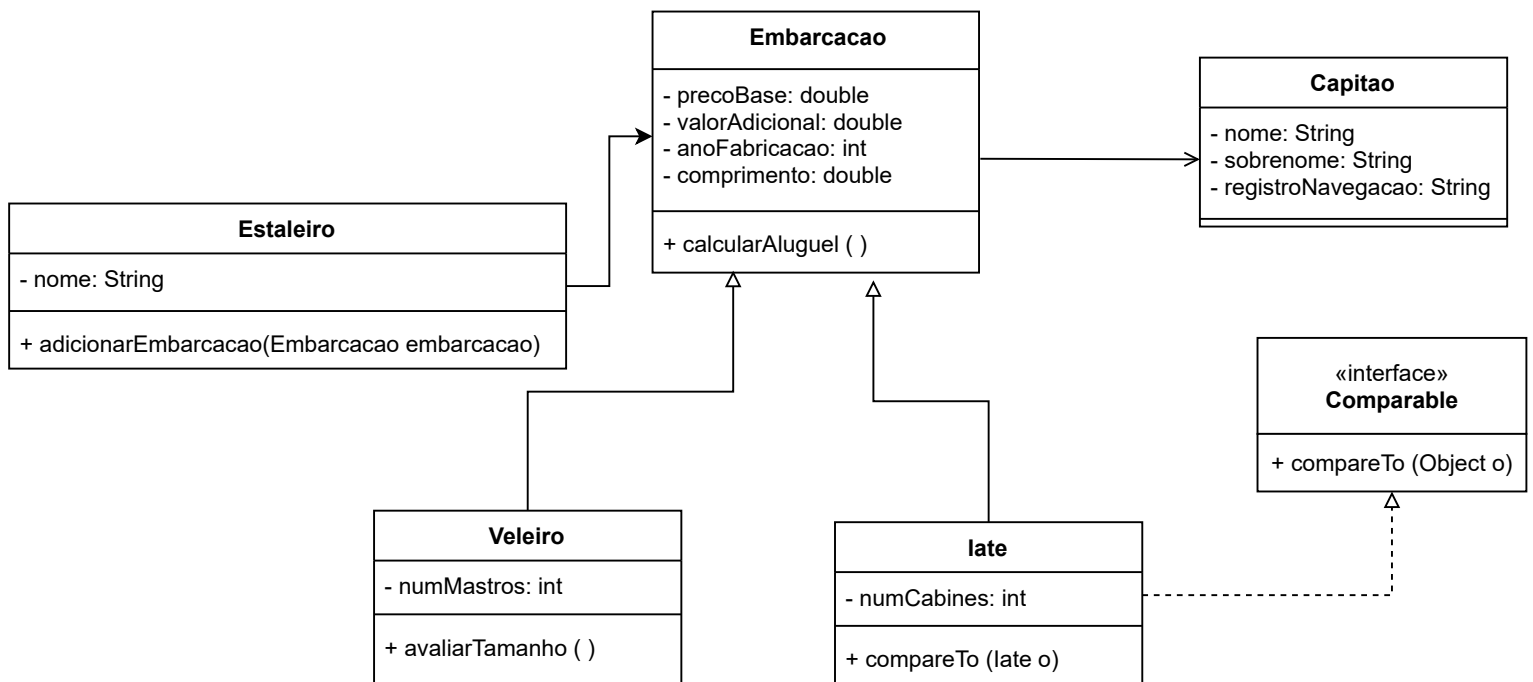 Embarcacao
- precoBase: double
- valorAdicional: double
- anoFabricacao: int
- comprimento: double
+ calcularAluguel ( )
Capitao
- nome: String
- sobrenome: String
- registroNavegacao: String
Estaleiro
- nome: String
+ adicionarEmbarcacao(Embarcacao embarcacao)
«interface»
Comparable
+ compareTo (Object o)
Veleiro
- numMastros: int
+ avaliarTamanho ( )
Iate
- numCabines: int
+ compareTo (Iate o)